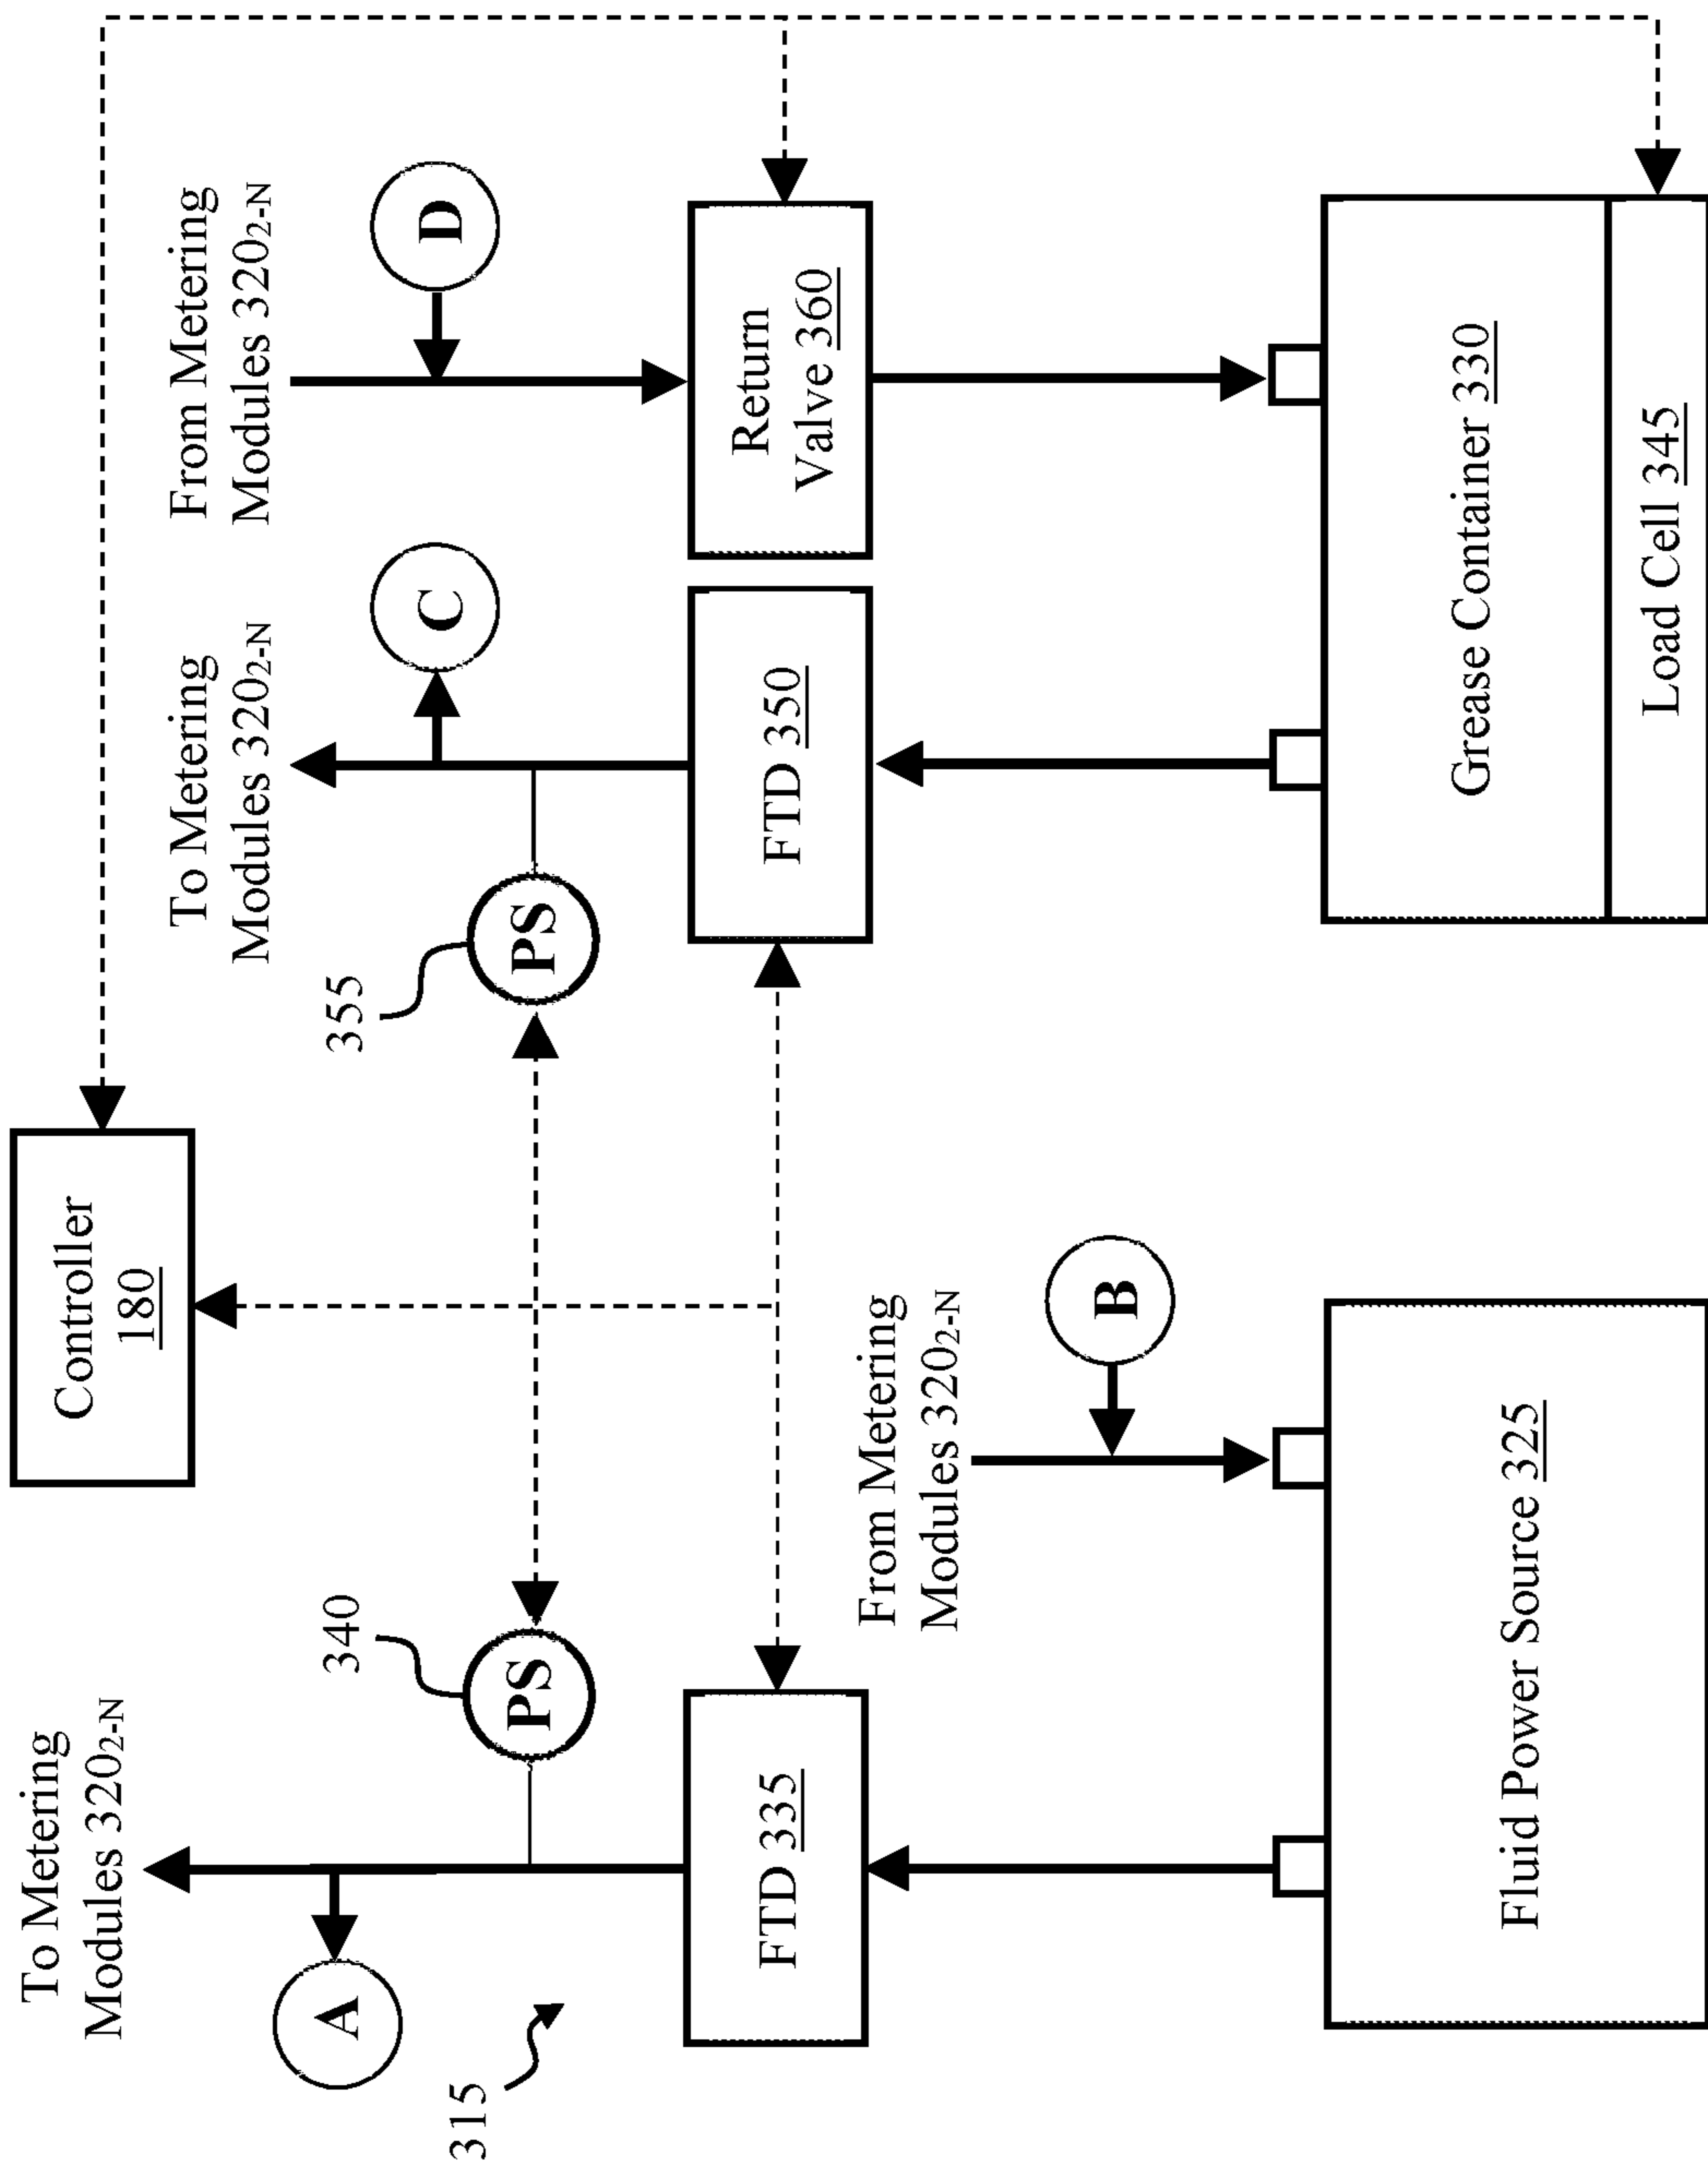 To Metering
Modules 320₂₋N
A
315
340
PS
FTD 335
From Metering
Modules 320₂₋N
B
Fluid Power Source 325
Controller
180
To Metering
Modules 320₂₋N
C
355
PS
FTD 350
From Metering
Modules 320₂₋N
D
Return
Valve 360
Grease Container 330
Load Cell 345